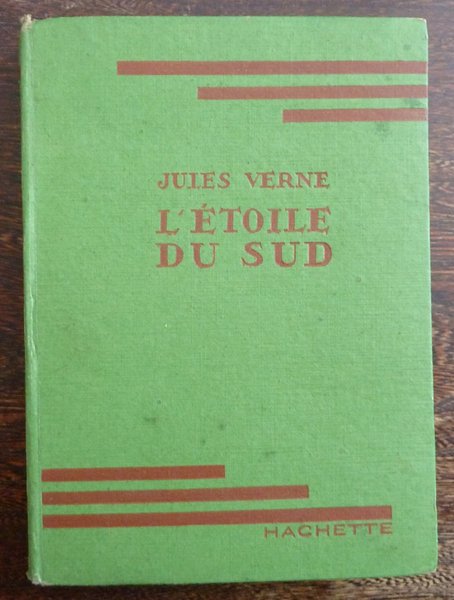 JULES VERNE
L'ÉTOILE
DU SUD
HACHETTE